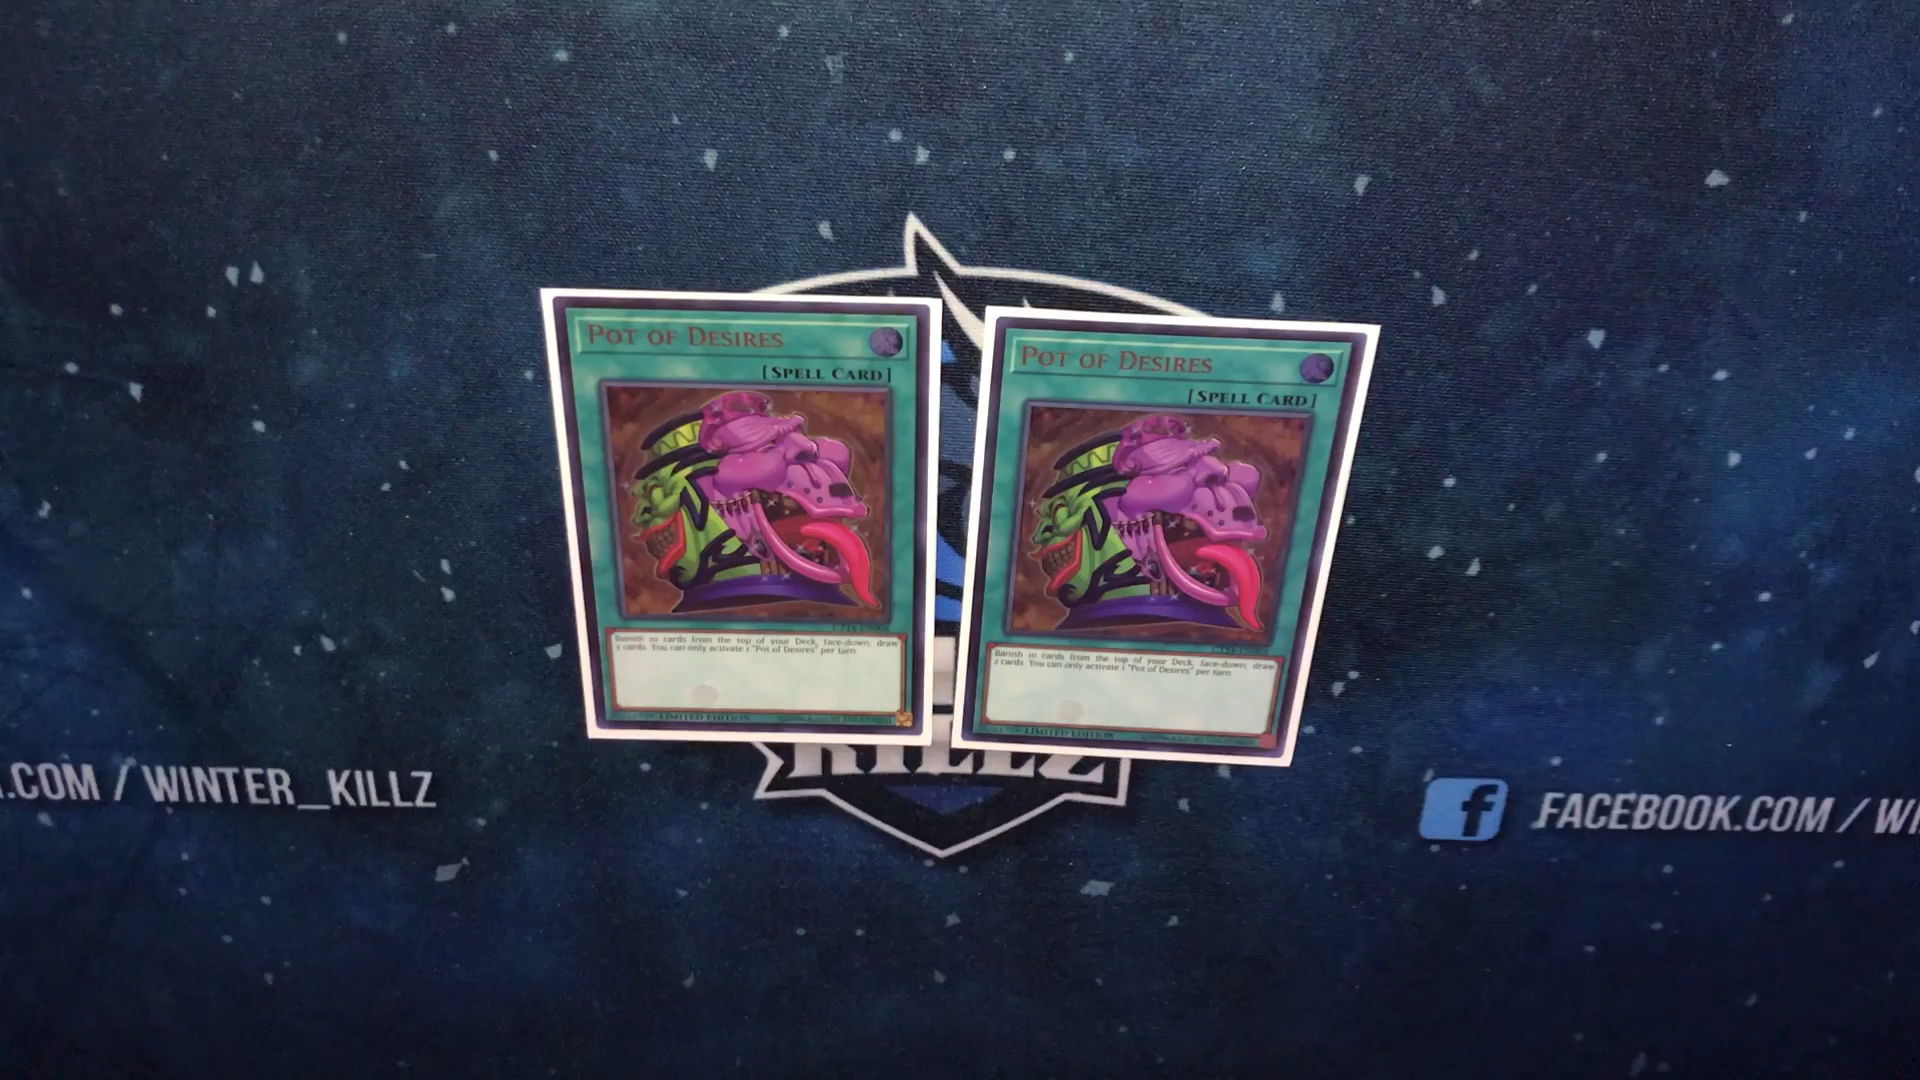 POT OF DESIRES
[SPELL CARD]
Banish 10 cards from the top of your Deck, face-down; draw
2 cards. You can only activate 1 "Pot of Desires" per turn.
LIMITED EDITION
POT OF DESIRES
[SPELL CARD]
Banish 10 cards from the top of your Deck, face-down; draw
2 cards. You can only activate 1 "Pot of Desires" per turn.
LIMITED EDITION
KILLZ
.COM / WINTER_KILLZ
f FACEBOOK.COM / WI